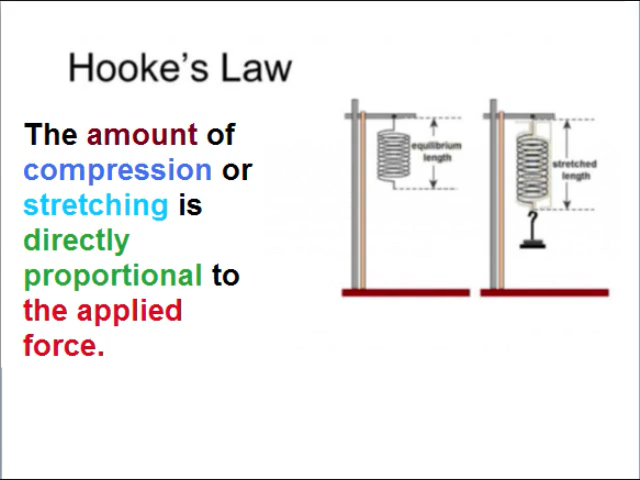 Hooke's Law
The amount of
compression or
stretching is
directly
proportional to
the applied
force.
equilibrium
length
stretched
length